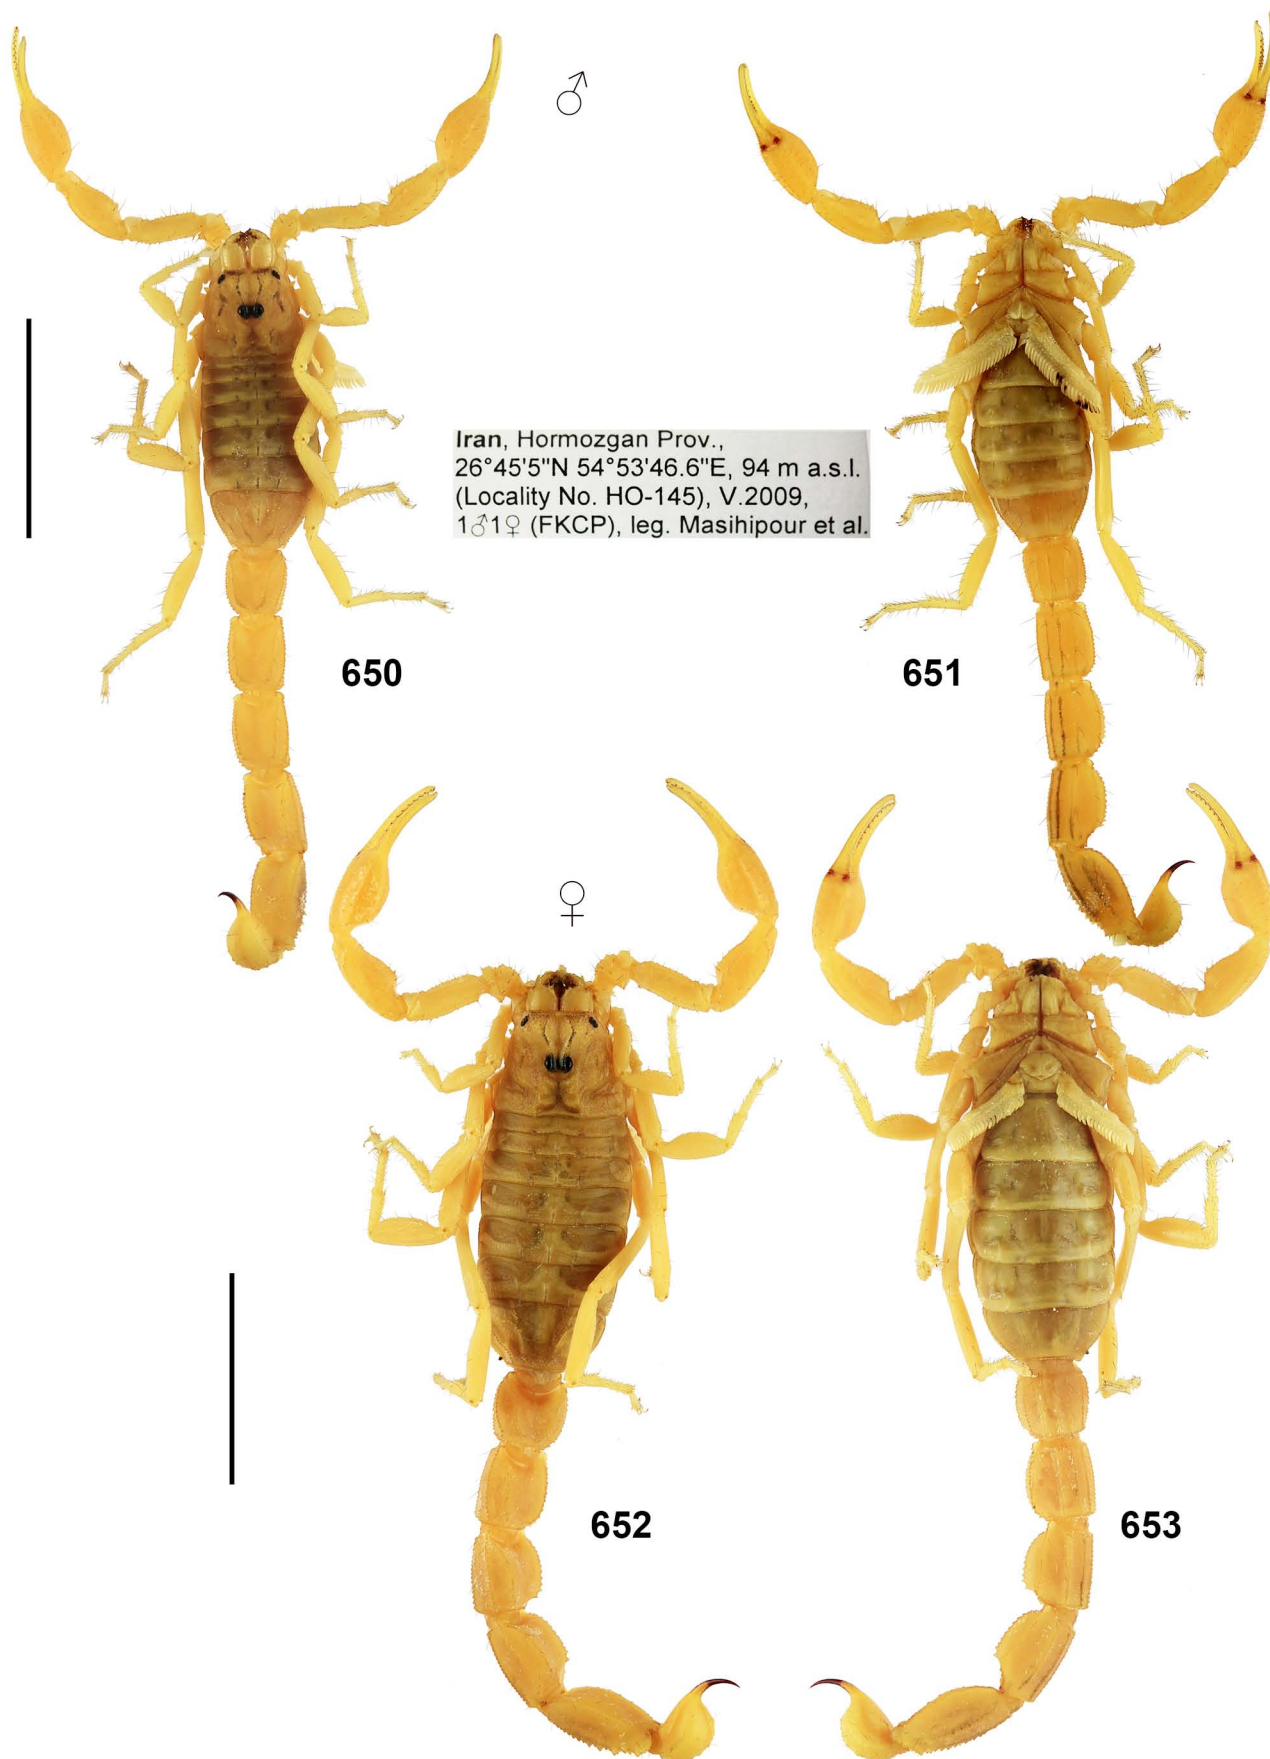 ♂
Iran, Hormozgan Prov.,
26°45'5"N 54°53'46.6"E, 94 m a.s.l.
(Locality No. HO-145), V.2009,
1♂1♀ (FKCP), leg. Masihipour et al.
650
651
♀
652
653